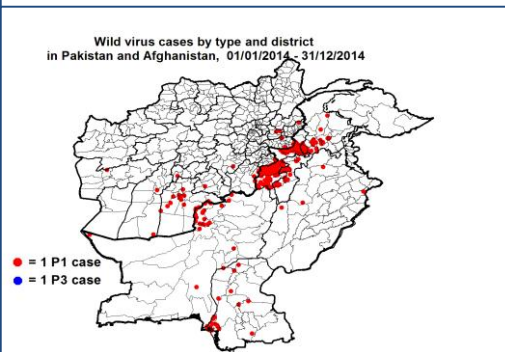 Wild virus cases by type and district
in Pakistan and Afghanistan, 01/01/2014 - 31/12/2014
= 1 P1 case
= 1 P3 case